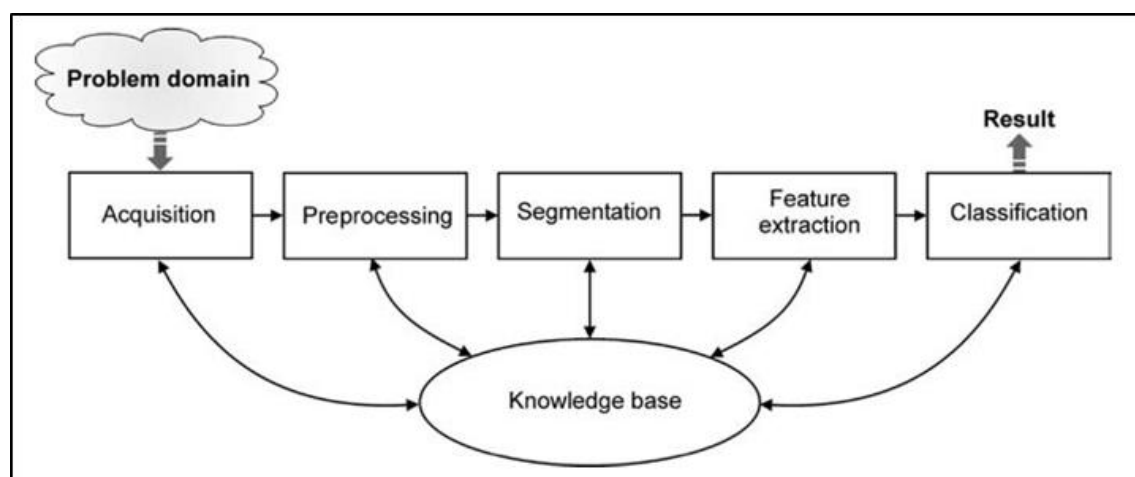 Problem domain
Result
Acquisition
Preprocessing
Segmentation
Feature
extraction
Classification
Knowledge base